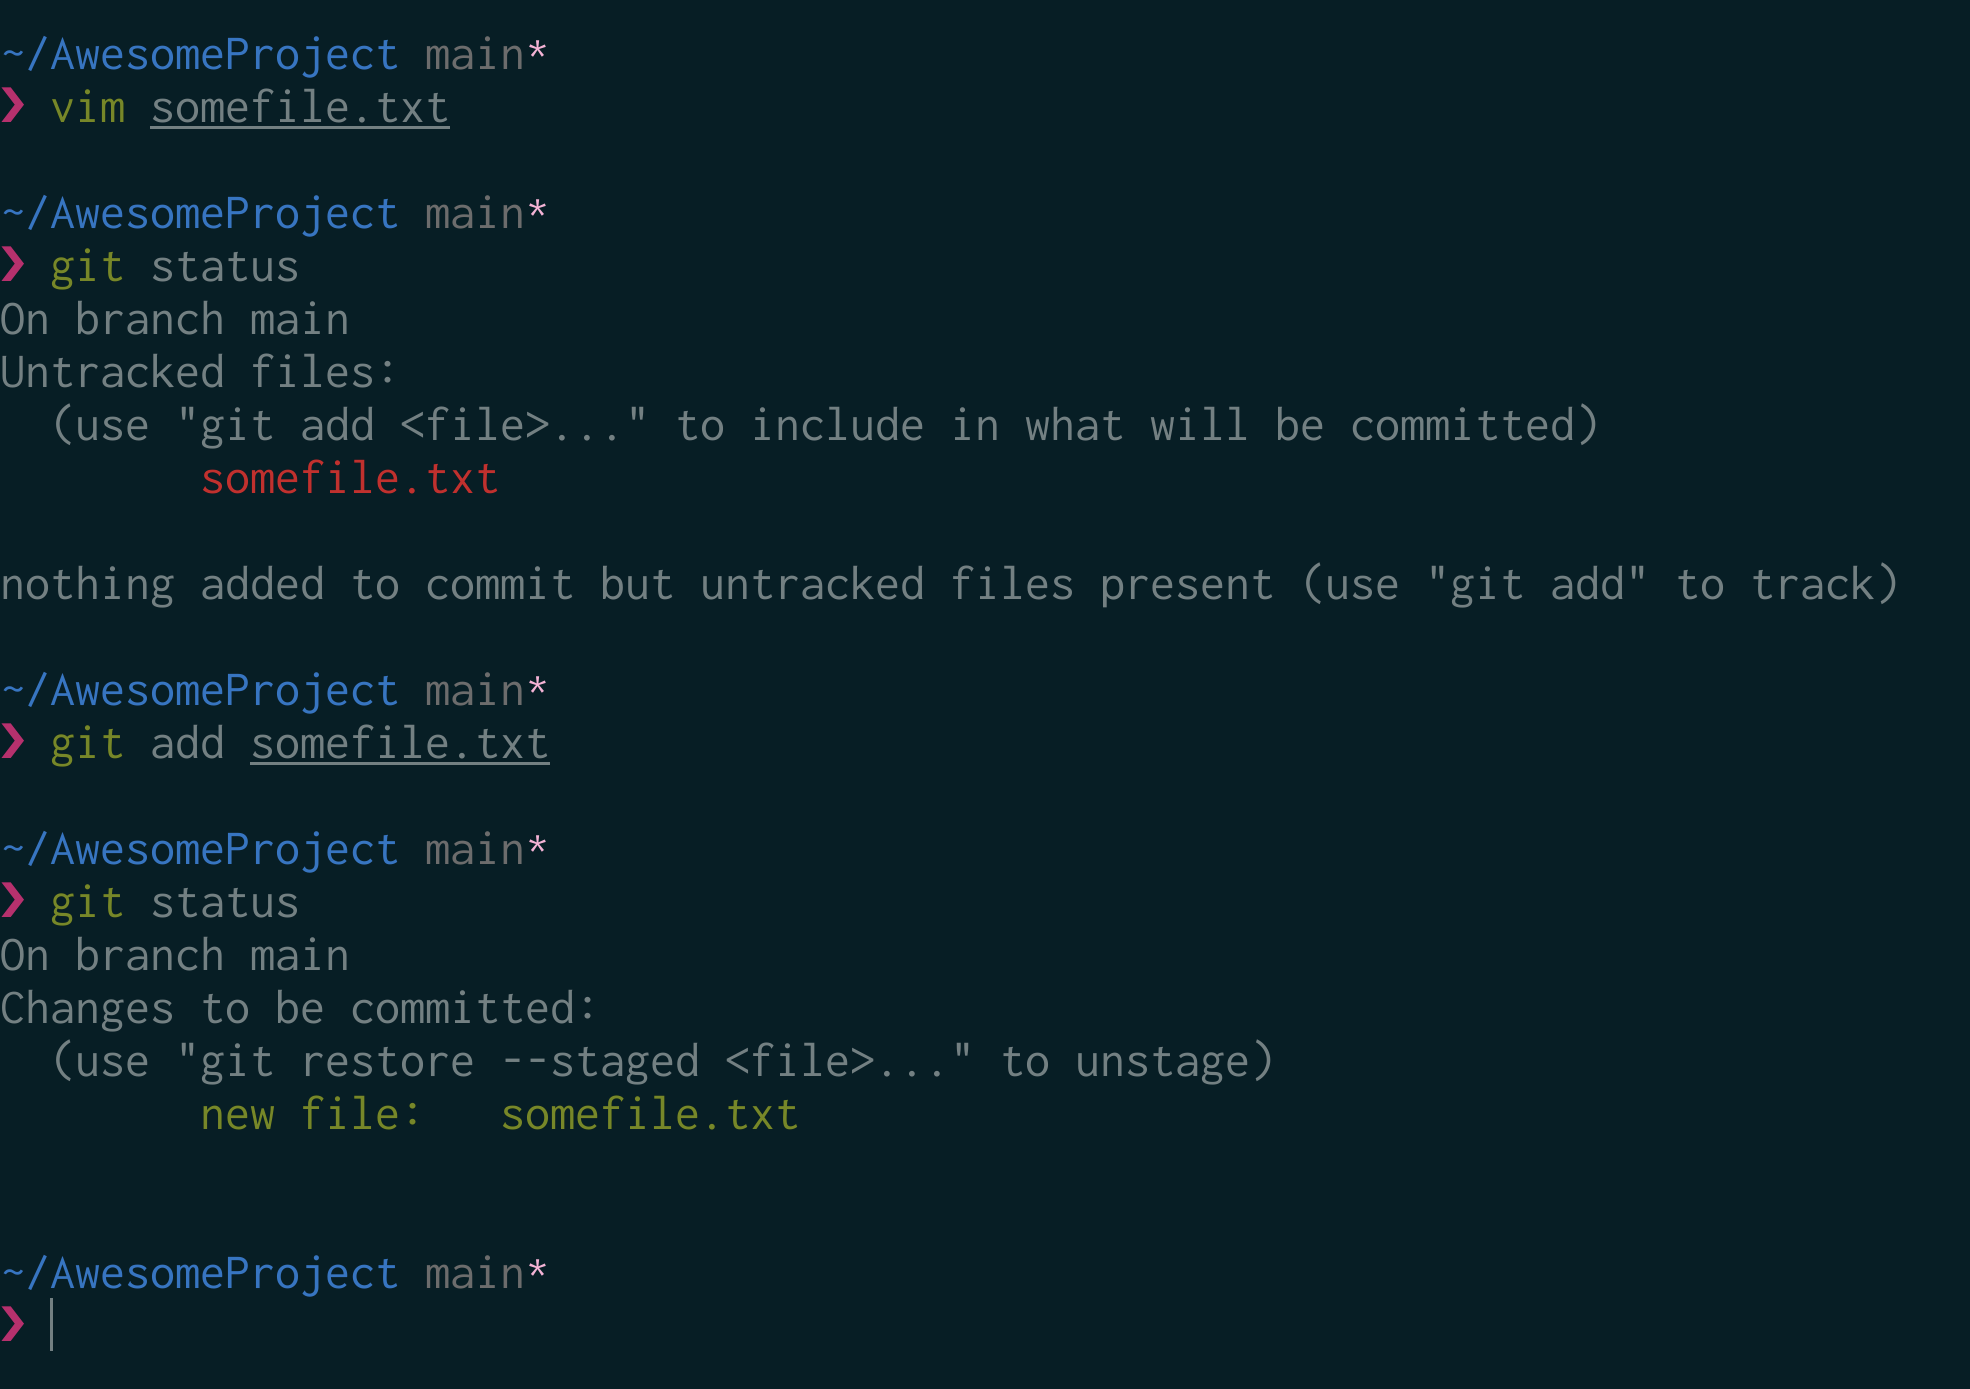 ~/AwesomeProject main*
❯ vim somefile.txt
~/AwesomeProject main*
❯ git status
On branch main
Untracked files:
  (use "git add <file>..." to include in what will be committed)
        somefile.txt
nothing added to commit but untracked files present (use "git add" to track)
~/AwesomeProject main*
❯ git add somefile.txt
~/AwesomeProject main*
❯ git status
On branch main
Changes to be committed:
  (use "git restore --staged <file>..." to unstage)
        new file:   somefile.txt
~/AwesomeProject main*
❯